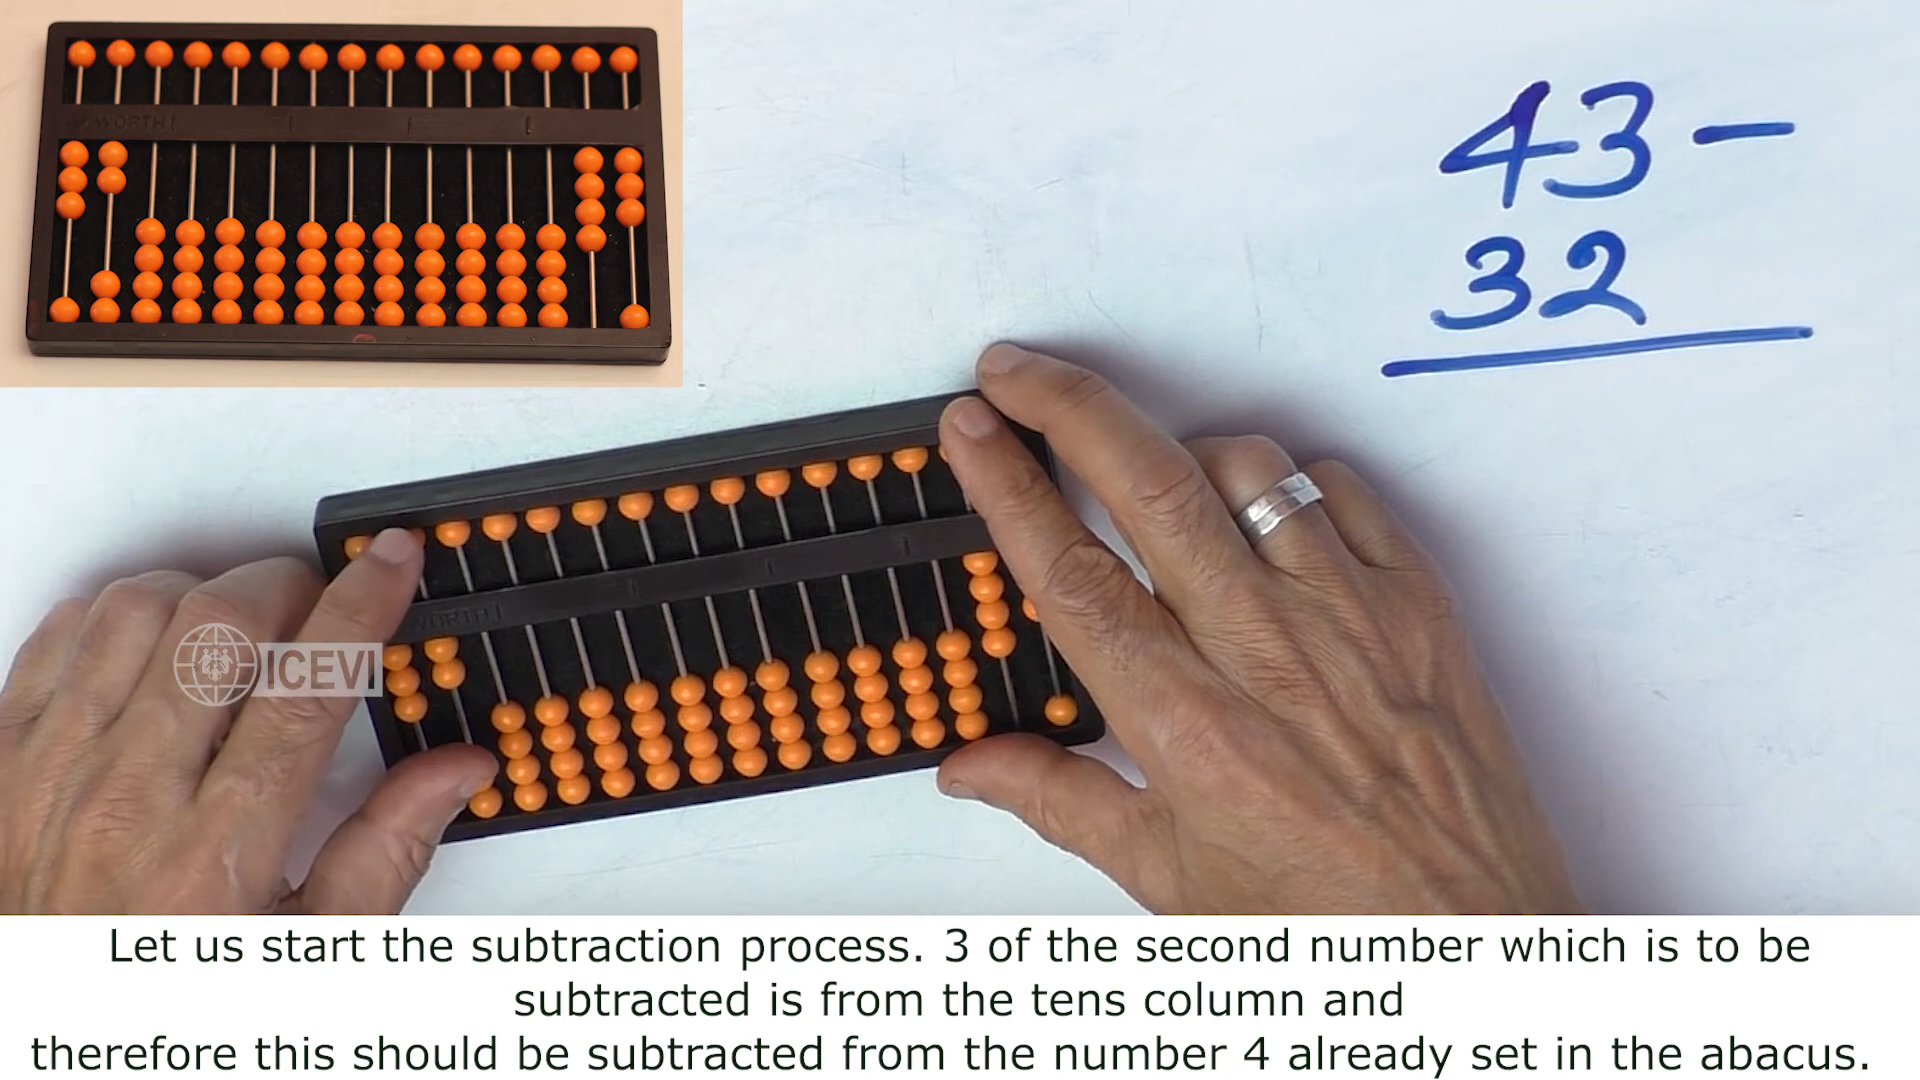 WORTH
43 -
32
WORTH
ICEVI
Let us start the subtraction process. 3 of the second number which is to be
subtracted is from the tens column and
therefore this should be subtracted from the number 4 already set in the abacus.